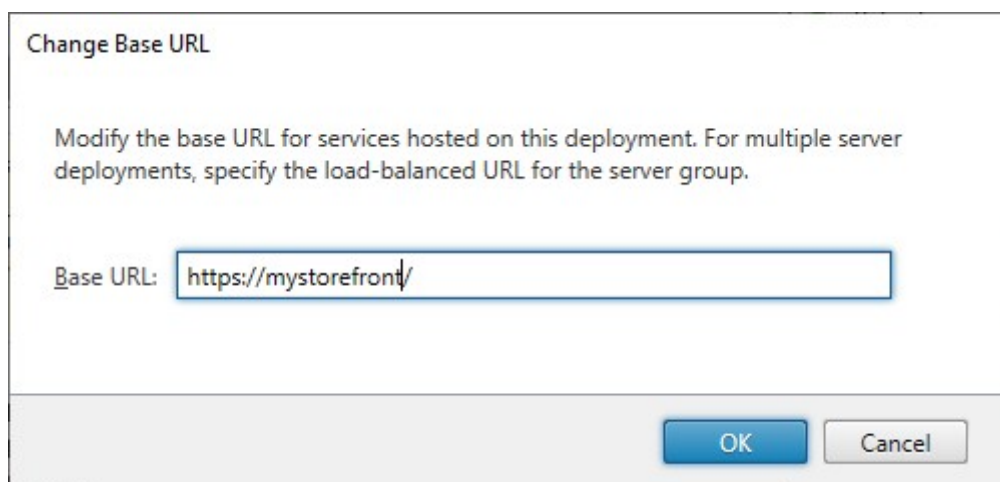 Change Base URL
Modify the base URL for services hosted on this deployment. For multiple server
deployments, specify the load-balanced URL for the server group.
Base URL: https://mystorefront/
OK Cancel